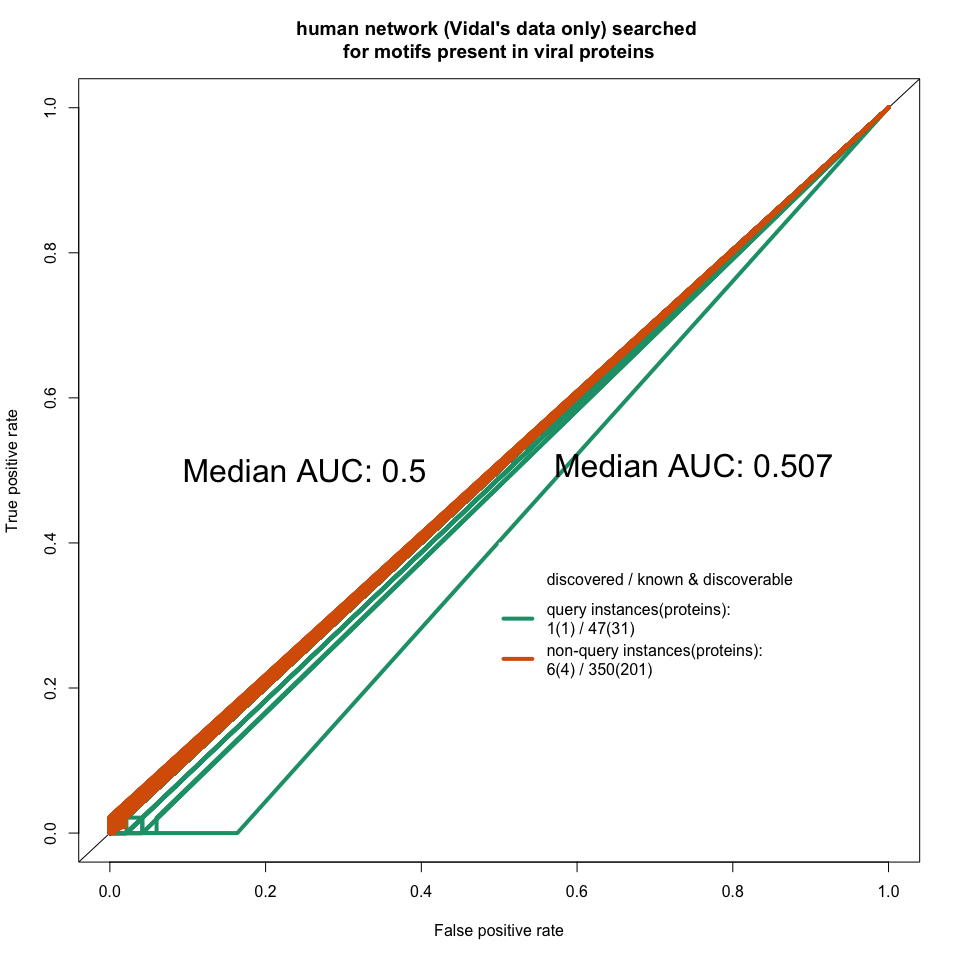 human network (Vidal's data only) searched
for motifs present in viral proteins
True positive rate
1.0
0.8
0.6
0.4
0.2
0.0
Median AUC: 0.5
Median AUC: 0.507
discovered / known & discoverable
query instances(proteins):
1(1) / 47(31)
non-query instances(proteins):
6(4) / 350(201)
0.0
0.2
0.4
0.6
0.8
1.0
False positive rate